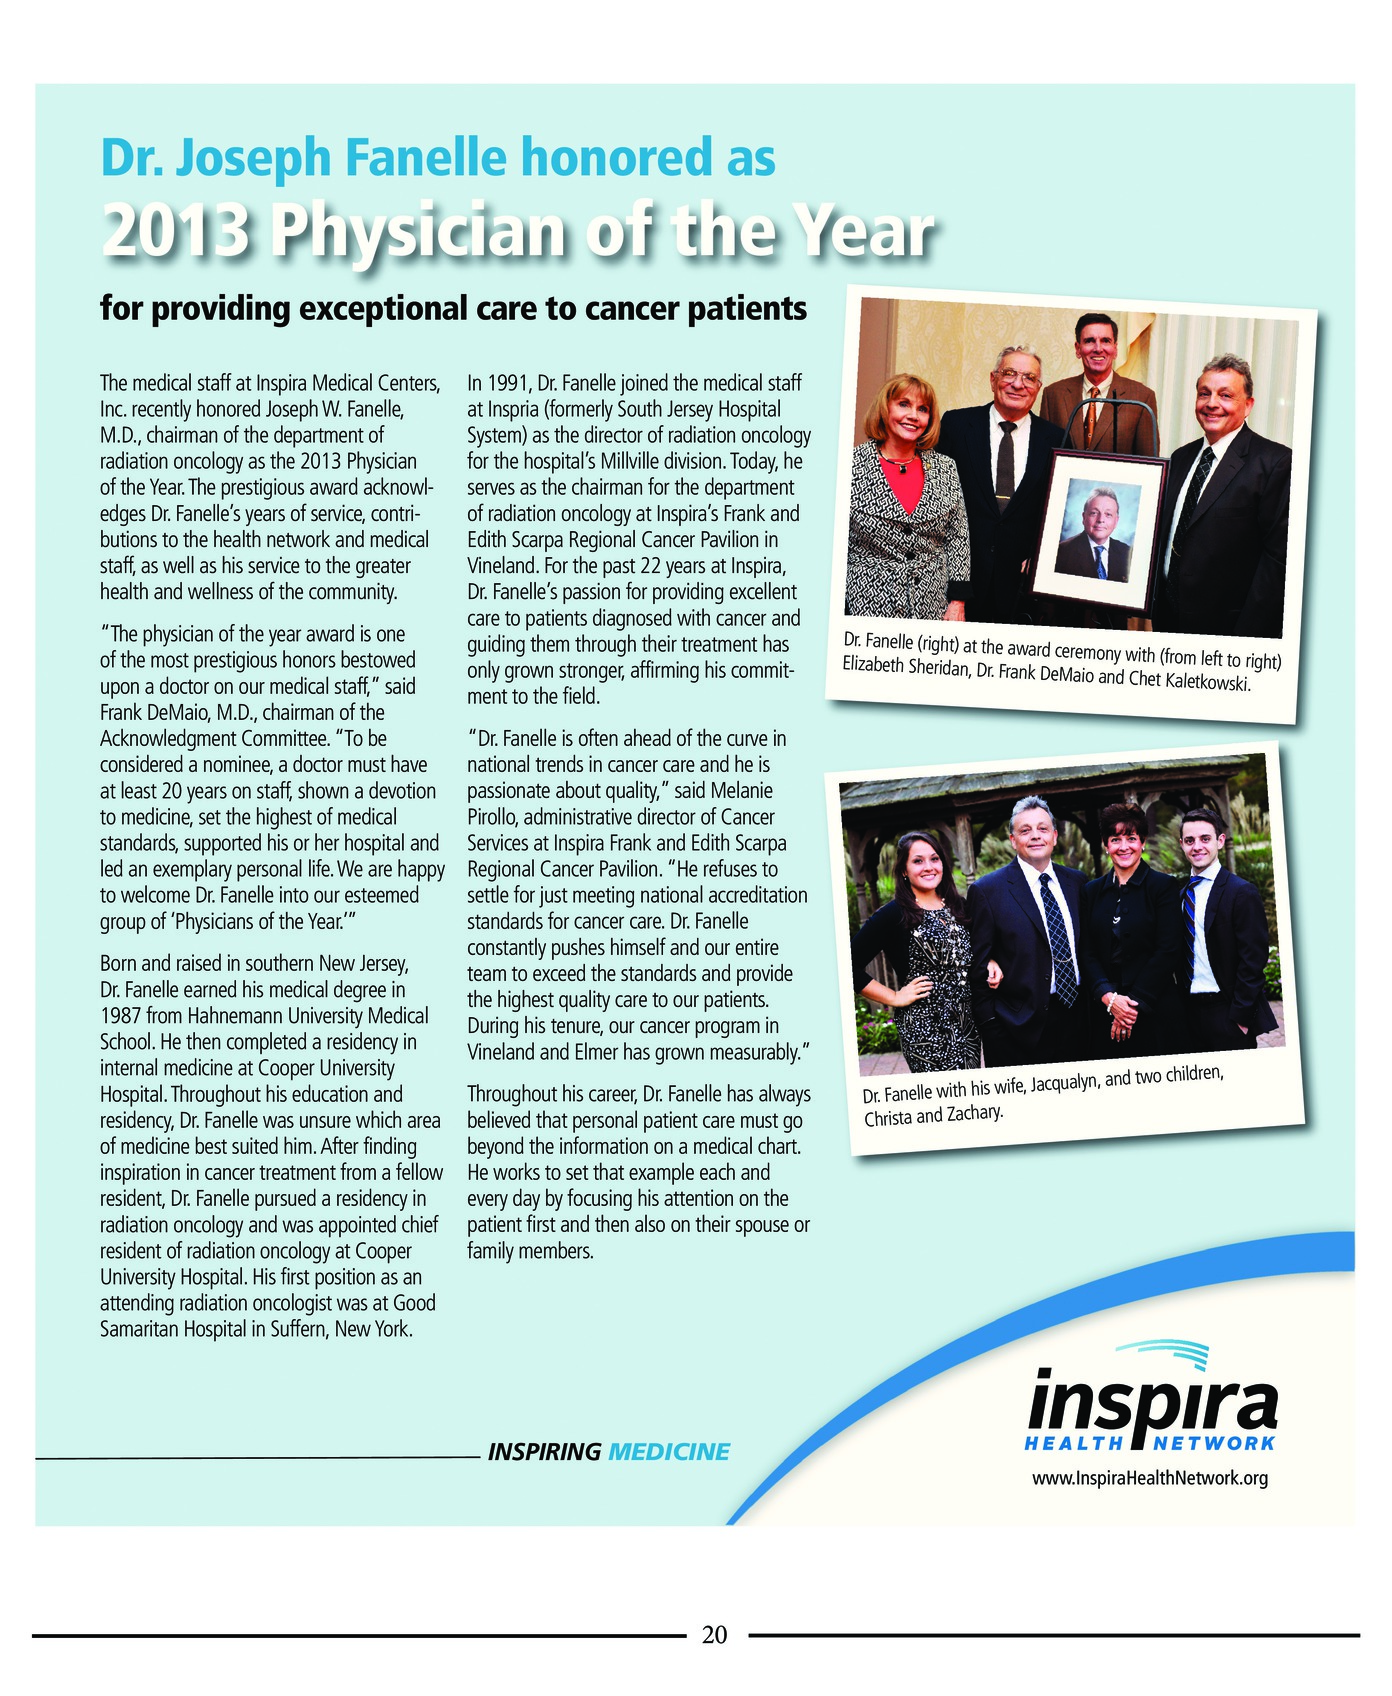 Dr. Joseph Fanelle honored as
2013 Physician of the Year
for providing exceptional care to cancer patients
The medical staff at Inspira Medical Centers,
Inc. recently honored Joseph W. Fanelle,
M.D., chairman of the department of
radiation oncology as the 2013 Physician
of the Year. The prestigious award acknowl-
edges Dr. Fanelle’s years of service, contri-
butions to the health network and medical
staff, as well as his service to the greater
health and wellness of the community.
“The physician of the year award is one
of the most prestigious honors bestowed
upon a doctor on our medical staff,” said
Frank DeMaio, M.D., chairman of the
Acknowledgment Committee. “To be
considered a nominee, a doctor must have
at least 20 years on staff, shown a devotion
to medicine, set the highest of medical
standards, supported his or her hospital and
led an exemplary personal life. We are happy
to welcome Dr. Fanelle into our esteemed
group of ‘Physicians of the Year.’”
Born and raised in southern New Jersey,
Dr. Fanelle earned his medical degree in
1987 from Hahnemann University Medical
School. He then completed a residency in
internal medicine at Cooper University
Hospital. Throughout his education and
residency, Dr. Fanelle was unsure which area
of medicine best suited him. After finding
inspiration in cancer treatment from a fellow
resident, Dr. Fanelle pursued a residency in
radiation oncology and was appointed chief
resident of radiation oncology at Cooper
University Hospital. His first position as an
attending radiation oncologist was at Good
Samaritan Hospital in Suffern, New York.
In 1991, Dr. Fanelle joined the medical staff
at Inspria (formerly South Jersey Hospital
System) as the director of radiation oncology
for the hospital’s Millville division. Today, he
serves as the chairman for the department
of radiation oncology at Inspira’s Frank and
Edith Scarpa Regional Cancer Pavilion in
Vineland. For the past 22 years at Inspira,
Dr. Fanelle’s passion for providing excellent
care to patients diagnosed with cancer and
guiding them through their treatment has
only grown stronger, affirming his commit-
ment to the field.
“Dr. Fanelle is often ahead of the curve in
national trends in cancer care and he is
passionate about quality,” said Melanie
Pirollo, administrative director of Cancer
Services at Inspira Frank and Edith Scarpa
Regional Cancer Pavilion. “He refuses to
settle for just meeting national accreditation
standards for cancer care. Dr. Fanelle
constantly pushes himself and our entire
team to exceed the standards and provide
the highest quality care to our patients.
During his tenure, our cancer program in
Vineland and Elmer has grown measurably.”
Throughout his career, Dr. Fanelle has always
believed that personal patient care must go
beyond the information on a medical chart.
He works to set that example each and
every day by focusing his attention on the
patient first and then also on their spouse or
family members.
Dr. Fanelle (right) at the award ceremony with (from left to right)
Elizabeth Sheridan, Dr. Frank DeMaio and Chet Kaletkowski.
Dr. Fanelle with his wife, Jacqualyn, and two children,
Christa and Zachary.
INSPIRING MEDICINE
inspira
HEALTH NETWORK
www.InspiraHealthNetwork.org
20